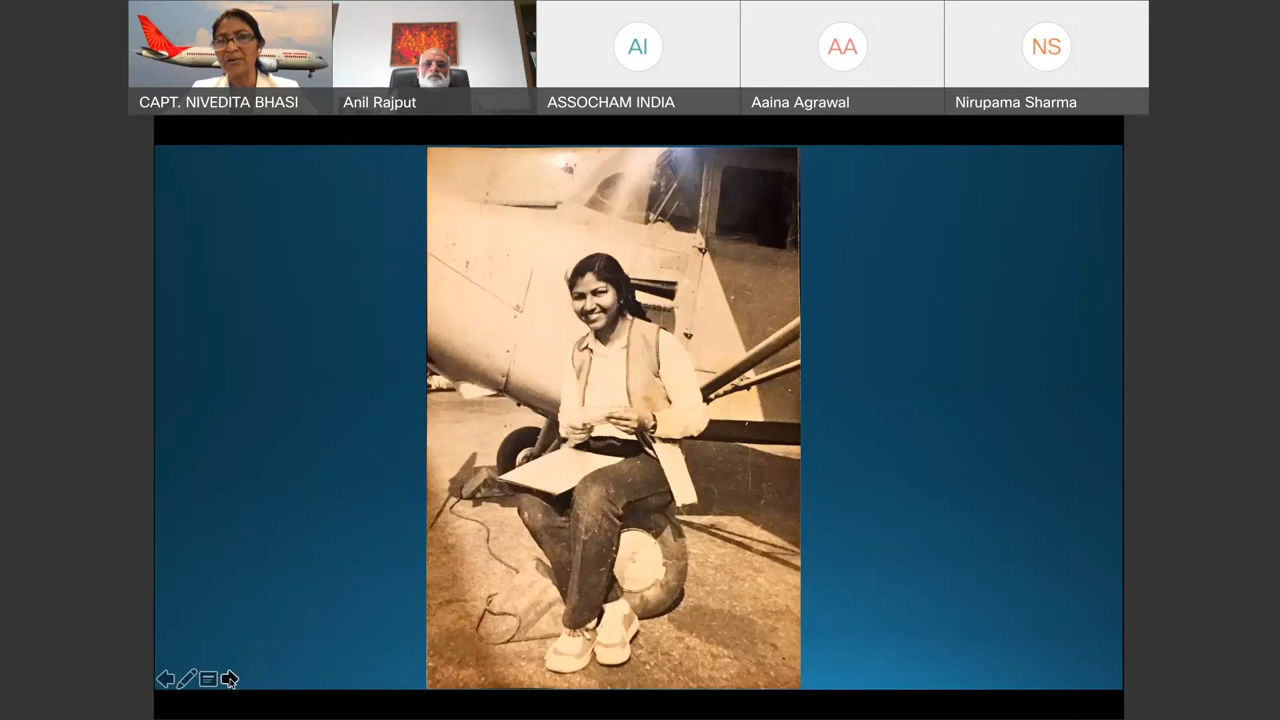 AI
AA
NS
CAPT. NIVEDITA BHASI
Anil Rajput
ASSOCHAM INDIA
Aaina Agrawal
Nirupama Sharma